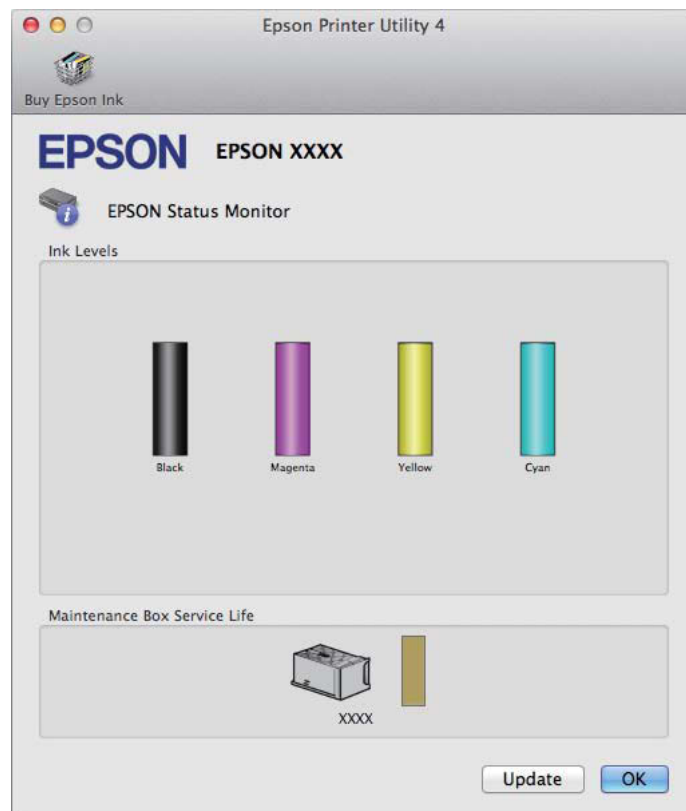 Epson Printer Utility 4
Buy Epson Ink
EPSON EPSON XXXX
EPSON Status Monitor
Ink Levels
Black Magenta Yellow Cyan
Maintenance Box Service Life
XXXX
Update OK